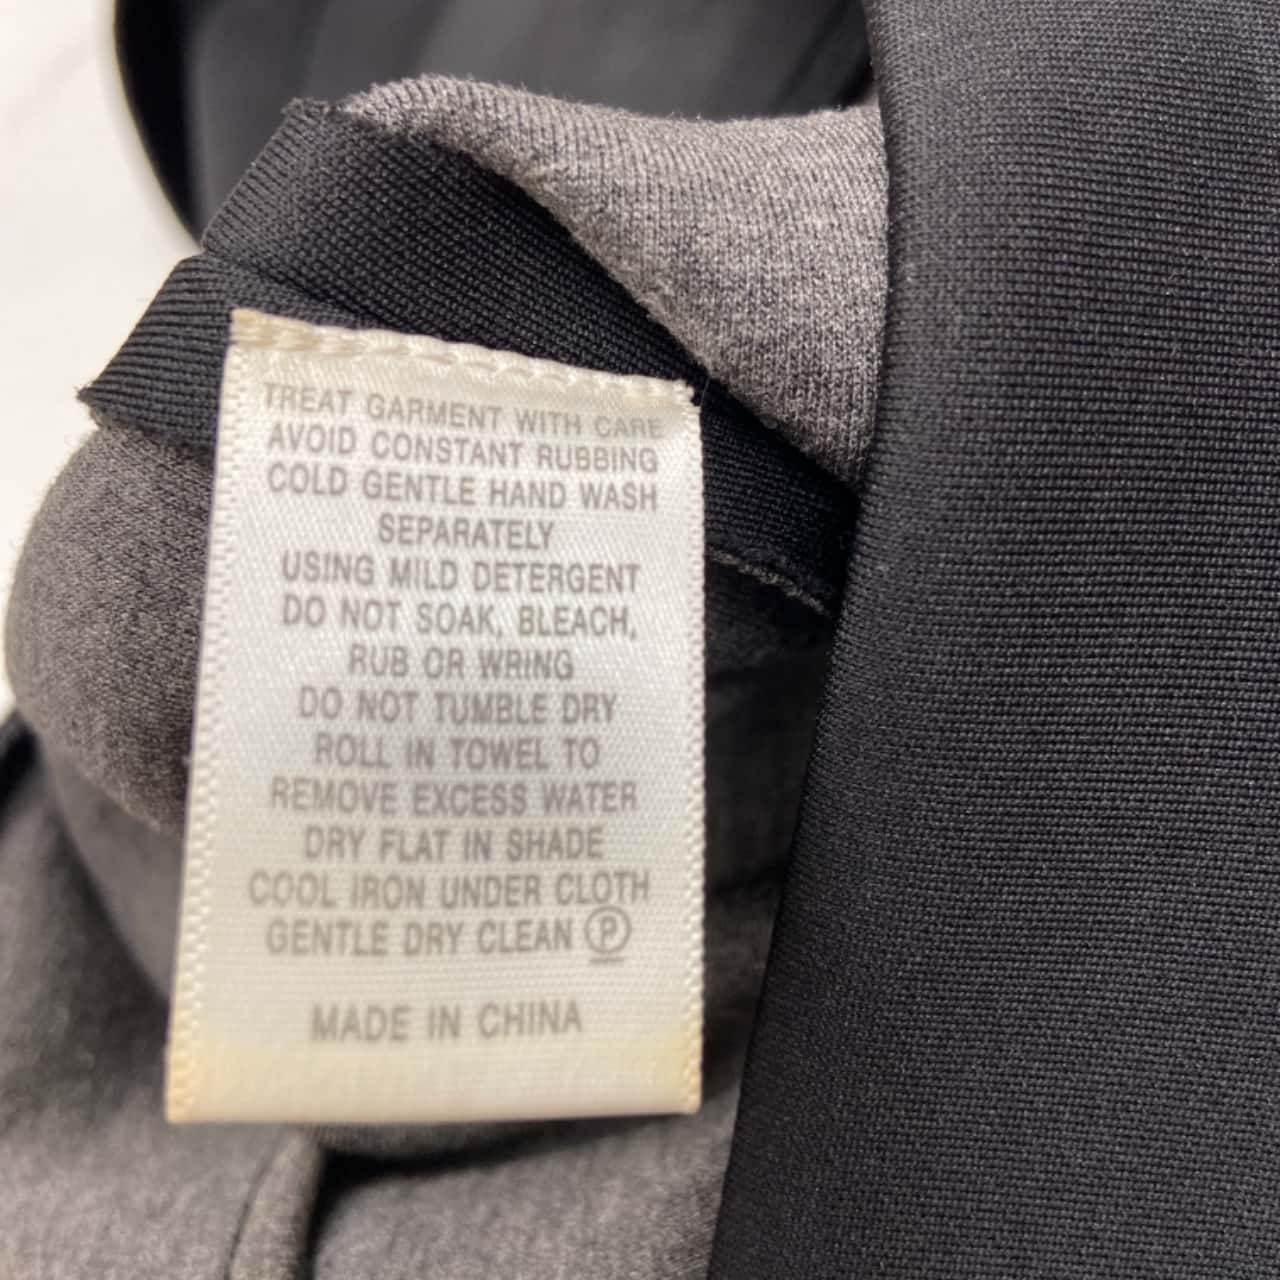 TREAT GARMENT WITH CARE
AVOID CONSTANT RUBBING
COLD GENTLE HAND WASH
SEPARATELY
USING MILD DETERGENT
DO NOT SOAK, BLEACH,
RUB OR WRING
DO NOT TUMBLE DRY
ROLL IN TOWEL TO
REMOVE EXCESS WATER
DRY FLAT IN SHADE
COOL IRON UNDER CLOTH
GENTLE DRY CLEAN Ⓟ
MADE IN CHINA